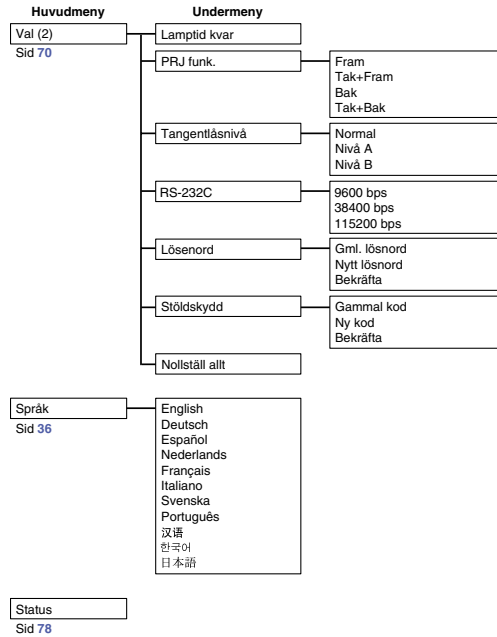 Huvudmeny
Undermeny
Val (2)
Sid 70
Lamptid kvar
PRJ funk.
Fram
Tak+Fram
Bak
Tak+Bak
Tangentlåsnivå
Normal
Nivå A
Nivå B
RS-232C
9600 bps
38400 bps
115200 bps
Lösenord
Gml. lösnord
Nytt lösnord
Bekräfta
Stöldskydd
Gammal kod
Ny kod
Bekräfta
Nollställ allt
Språk
Sid 36
English
Deutsch
Español
Nederlands
Français
Italiano
Svenska
Português
汉语
한국어
日本語
Status
Sid 78